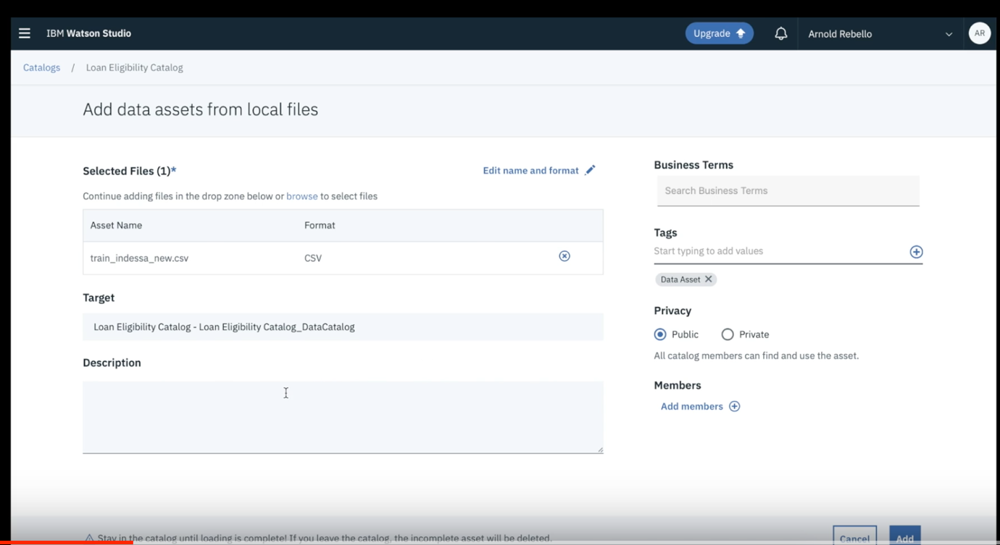 IBM Watson Studio
Upgrade
Arnold Rebello
AR
Catalogs / Loan Eligibility Catalog
Add data assets from local files
Selected Files (1)*
Edit name and format
Continue adding files in the drop zone below or browse to select files
Asset Name Format
train_indessa_new.csv CSV
Target
Loan Eligibility Catalog - Loan Eligibility Catalog_DataCatalog
Description
Business Terms
Search Business Terms
Tags
Start typing to add values
Data Asset
Privacy
Public Private
All catalog members can find and use the asset.
Members
Add members
Stay in the catalog until loading is complete! If you leave the catalog, the incomplete asset will be deleted.
Cancel
Add